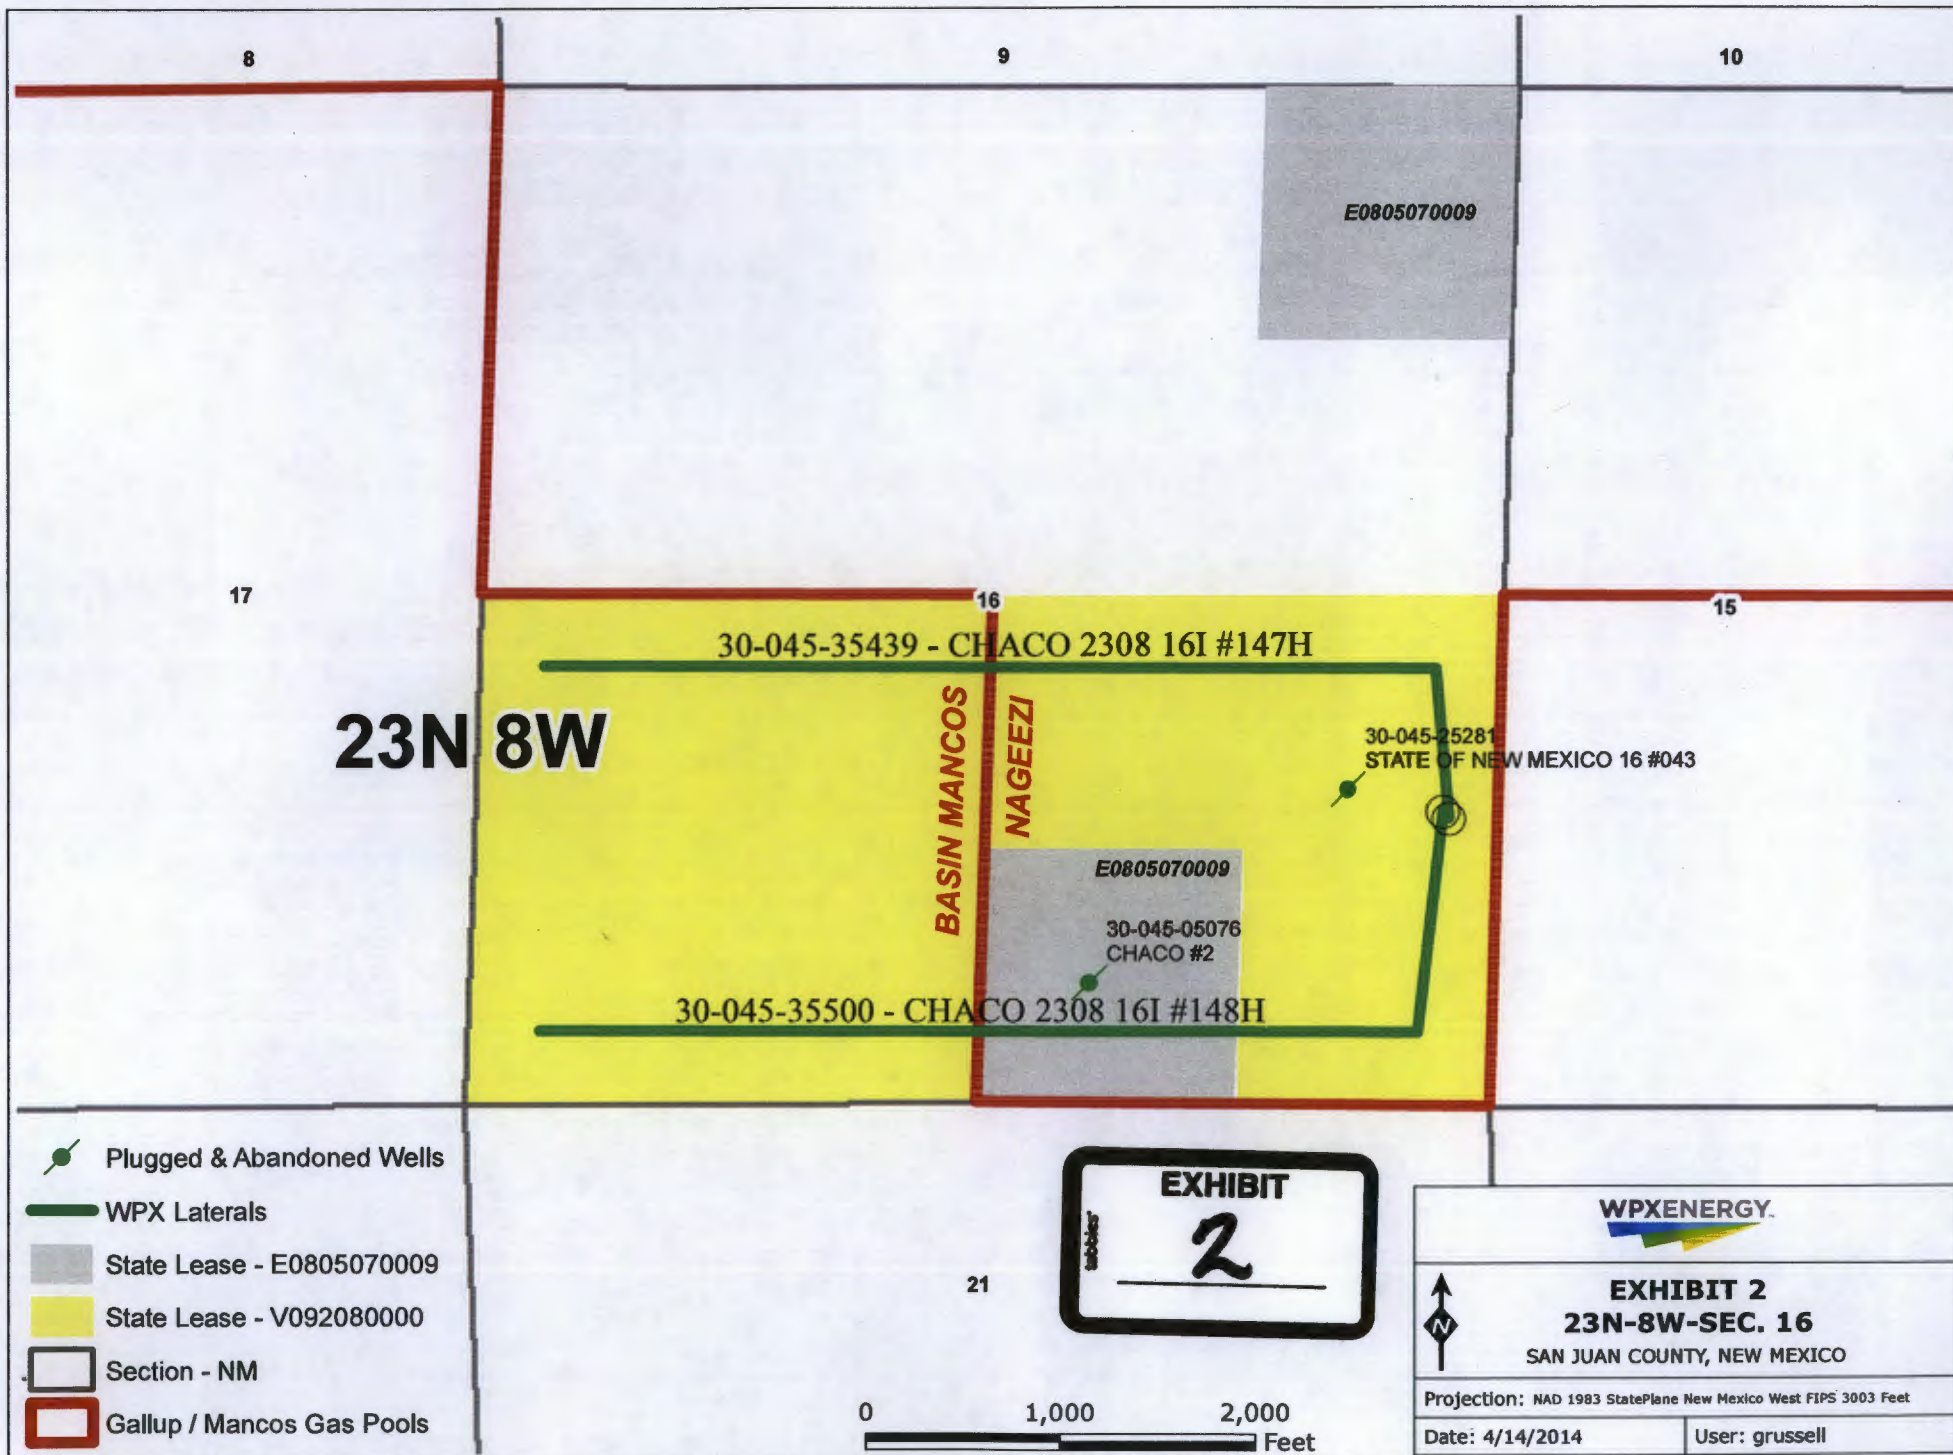 8
9
10
E0805070009
17
16
15
30-045-35439 - CHACO 2308 16I #147H
23N 8W
BASIN MANCOS
NAGEEZI
30-045-25281
STATE OF NEW MEXICO 16 #043
E0805070009
30-045-05076
CHACO #2
30-045-35500 - CHACO 2308 16I #148H
Plugged & Abandoned Wells
WPX Laterals
State Lease - E0805070009
State Lease - V092080000
Section - NM
Gallup / Mancos Gas Pools
21
EXHIBIT
tabbies®
2
0 1,000 2,000
Feet
WPXENERGY™
N
EXHIBIT 2
23N-8W-SEC. 16
SAN JUAN COUNTY, NEW MEXICO
Projection: NAD 1983 StatePlane New Mexico West FIPS 3003 Feet
Date: 4/14/2014
User: grussell